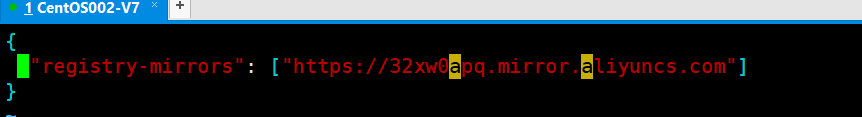 1 CentOS002-V7 × +
{
"registry-mirrors": ["https://32xw0apq.mirror.aliyuncs.com"]
}
~